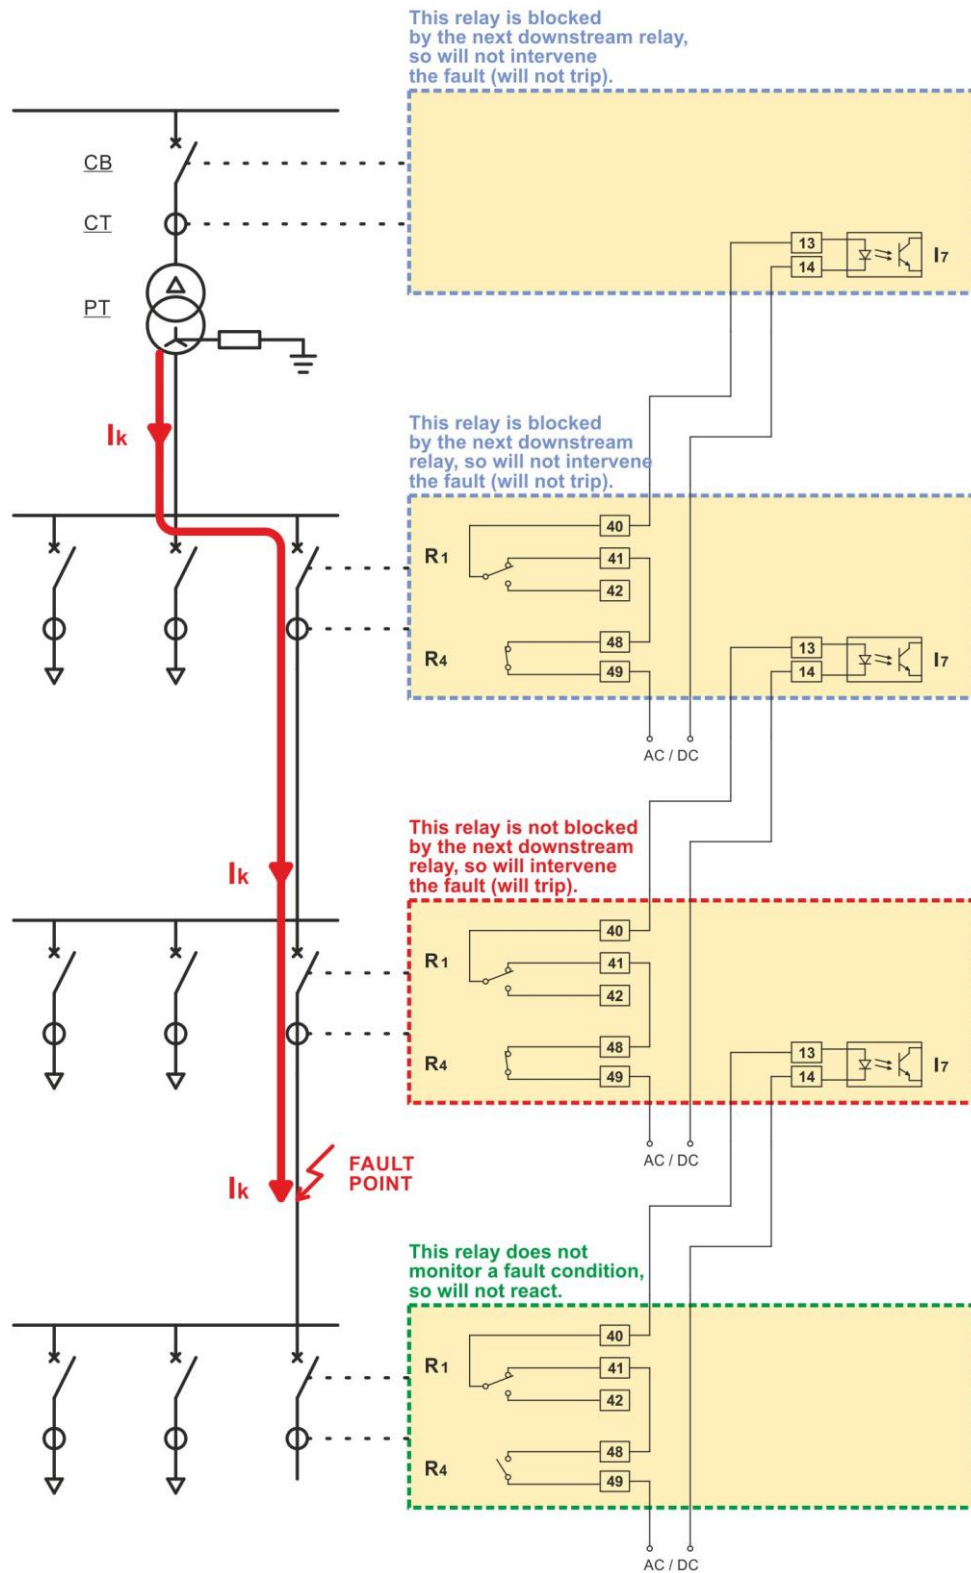 This relay is blocked
by the next downstream relay,
so will not intervene
the fault (will not trip).
CB
CT
PT
13
14
I7
Ik
This relay is blocked
by the next downstream
relay, so will not intervene
the fault (will not trip).
R1
40
41
42
R4
48
49
13
14
I7
AC / DC
Ik
This relay is not blocked
by the next downstream
relay, so will intervene
the fault (will trip).
R1
40
41
42
R4
48
49
13
14
I7
AC / DC
Ik
FAULT
POINT
This relay does not
monitor a fault condition,
so will not react.
R1
40
41
42
R4
48
49
AC / DC